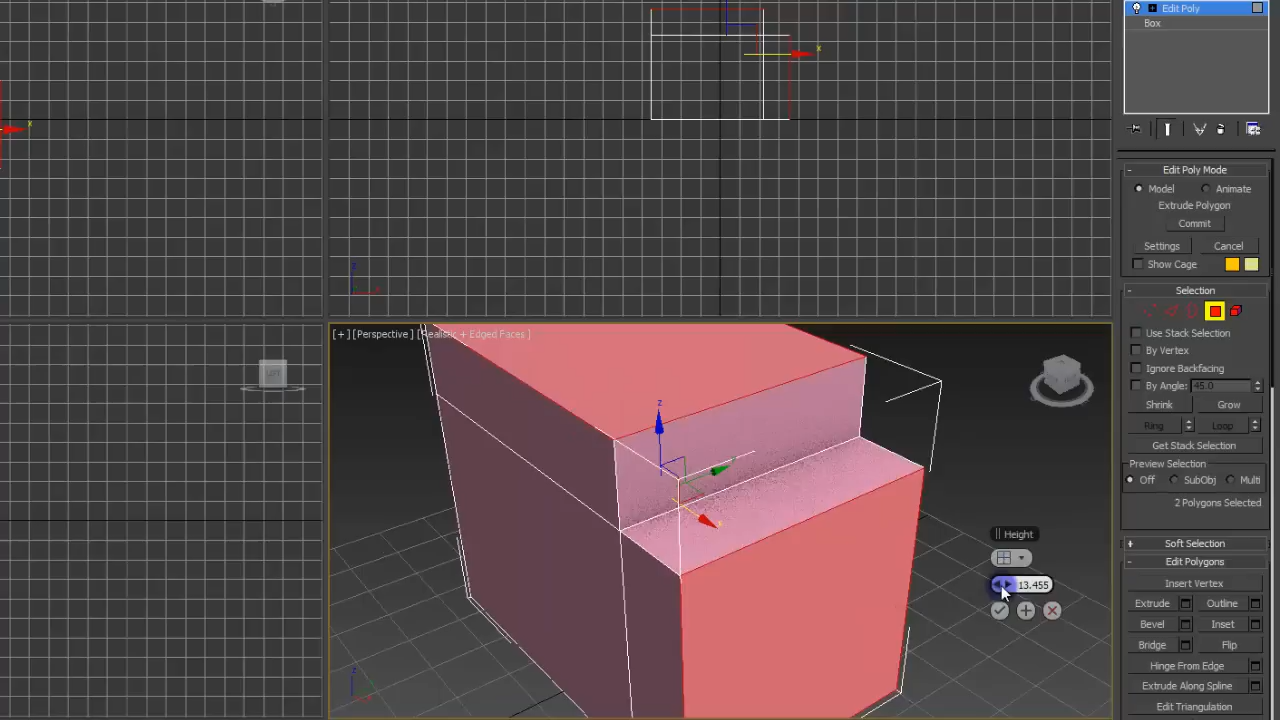 Edit Poly
Box
x
x
Edit Poly Mode
Model
Animate
Extrude Polygon
Commit
Settings
Cancel
Show Cage
z
Selection
[+] [Perspective] [Realistic + Edged Faces]
Use Stack Selection
By Vertex
Ignore Backfacing
By Angle: 45.0
Shrink
Grow
Ring
Loop
Get Stack Selection
Preview Selection
Off
SubObj
Multi
2 Polygons Selected
z
Height
Soft Selection
Edit Polygons
13.455
Insert Vertex
Extrude
Outline
Bevel
Inset
Bridge
Flip
Hinge From Edge
Extrude Along Spline
z
Edit Triangulation